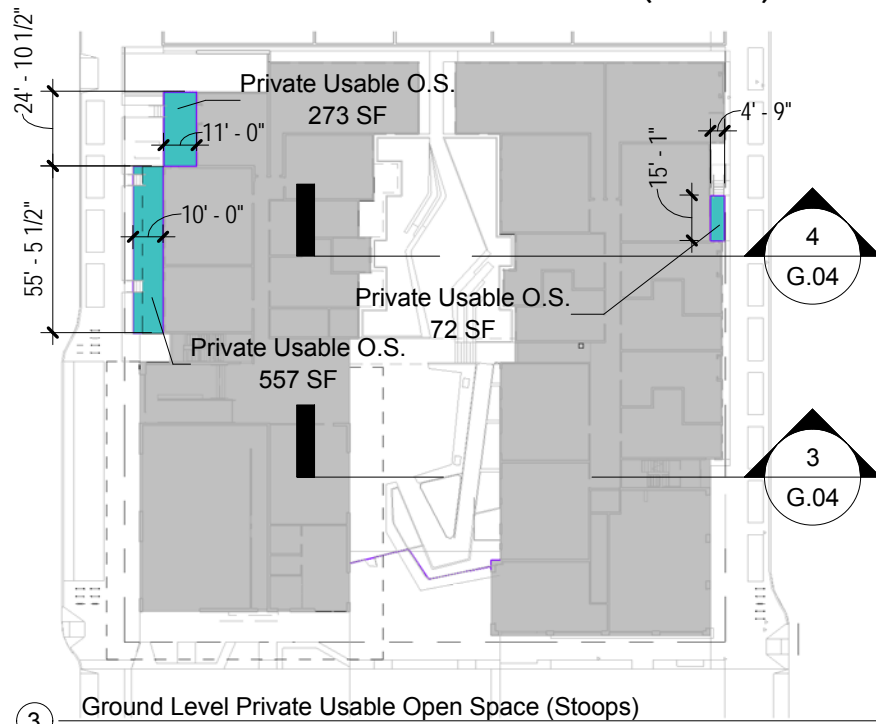 24' - 10 1/2"
Private Usable O.S.
273 SF
11' - 0"
4' - 9"
15' - 1"
55' - 5 1/2"
10' - 0"
4
G.04
Private Usable O.S.
72 SF
Private Usable O.S.
557 SF
3
G.04
Ground Level Private Usable Open Space (Stoops)
3